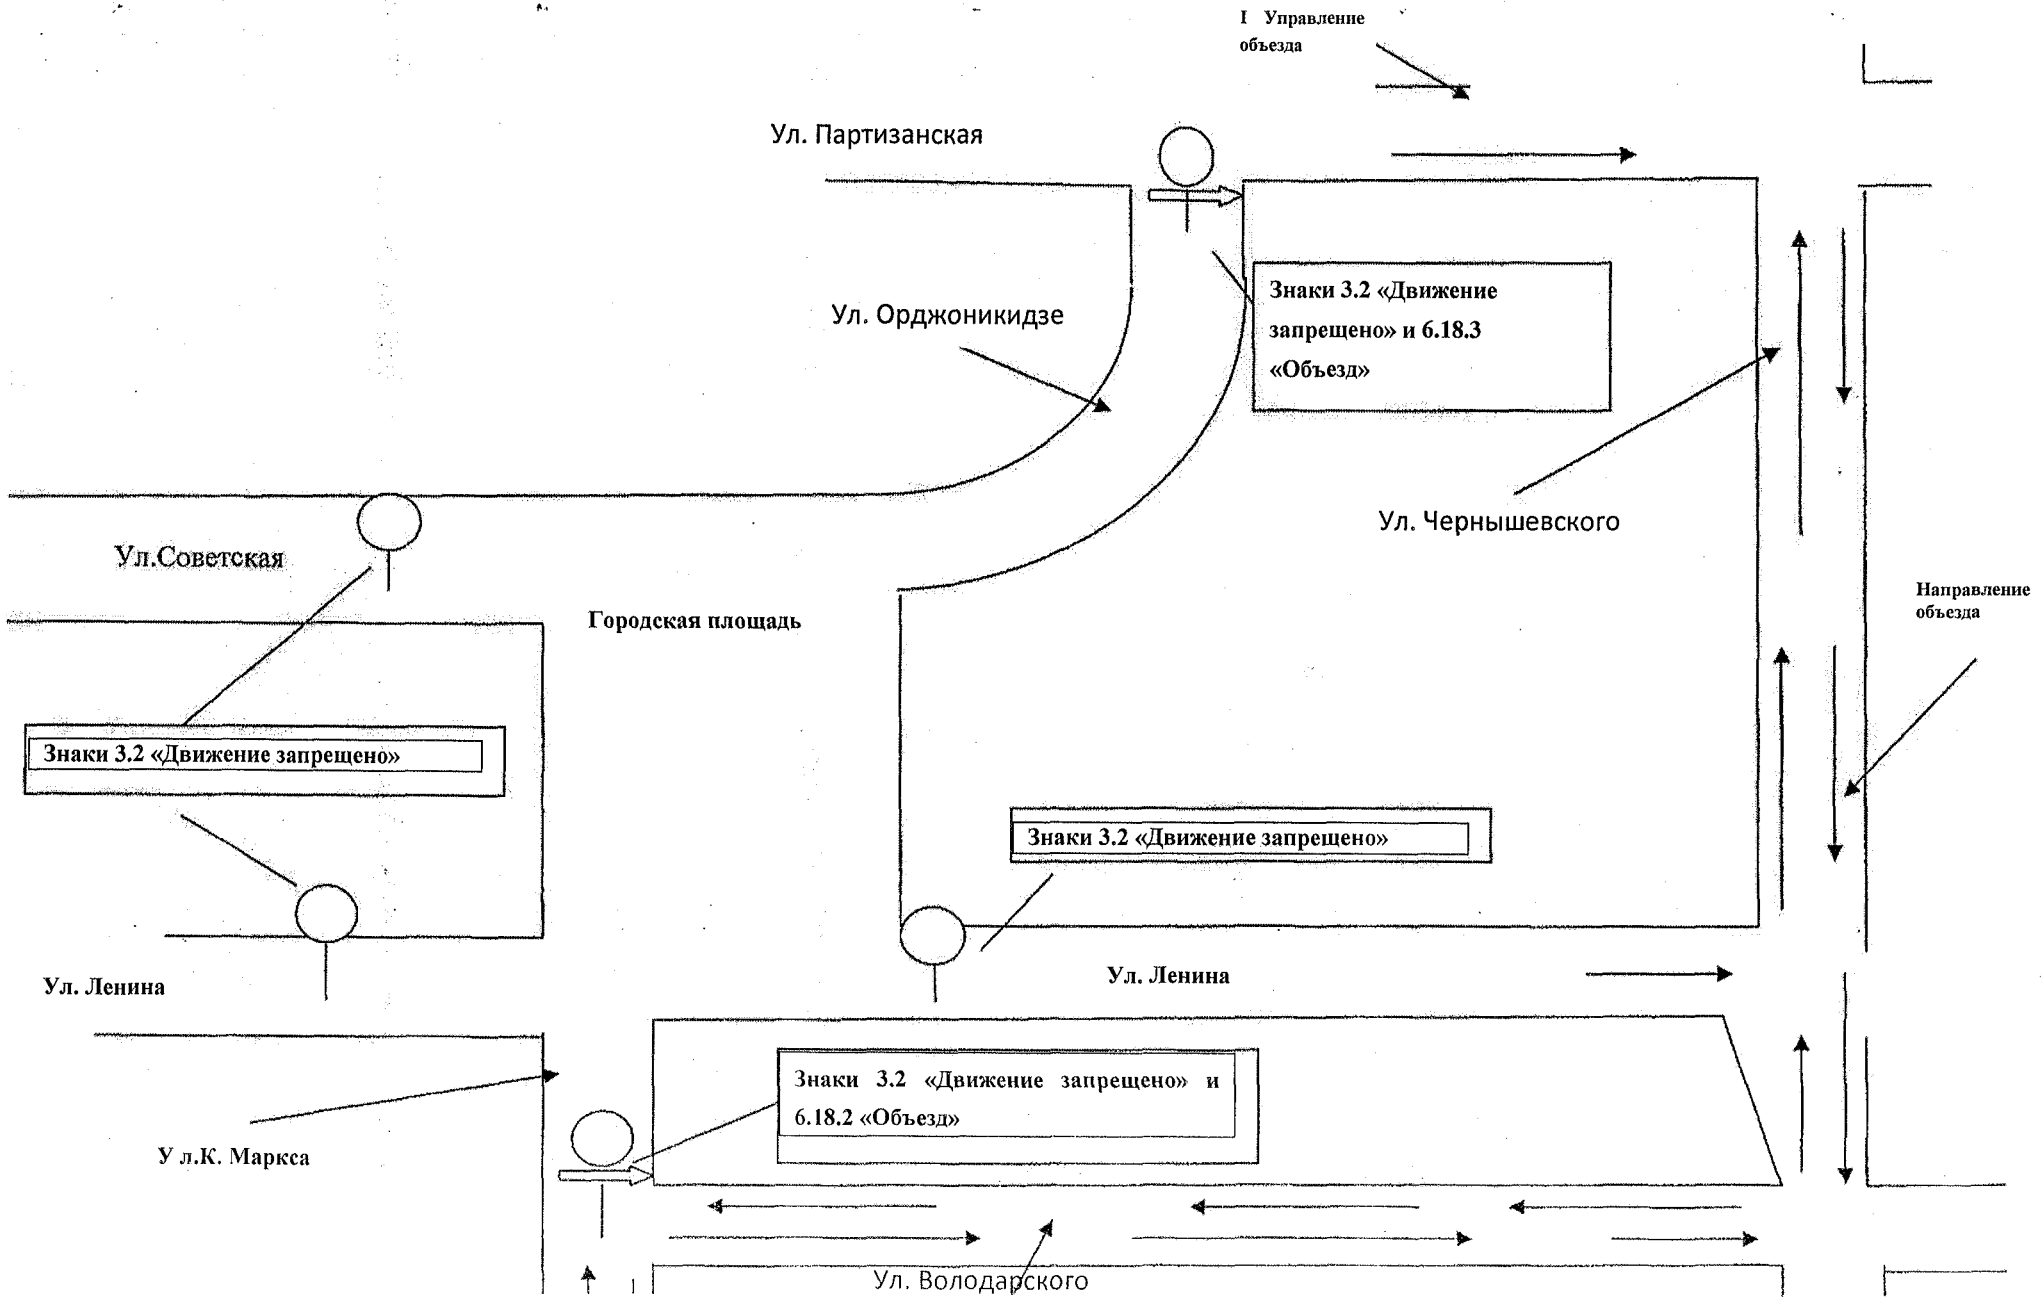 I Управление
объезда
Ул. Партизанская
Знаки 3.2 «Движение
запрещено» и 6.18.3
«Объезд»
Ул. Орджоникидзе
Ул. Чернышевского
Ул.Советская
Направление
объезда
Городская площадь
Знаки 3.2 «Движение запрещено»
Знаки 3.2 «Движение запрещено»
Ул. Ленина
Ул. Ленина
Знаки 3.2 «Движение запрещено» и
6.18.2 «Объезд»
У л.К. Маркса
Ул. Володарского